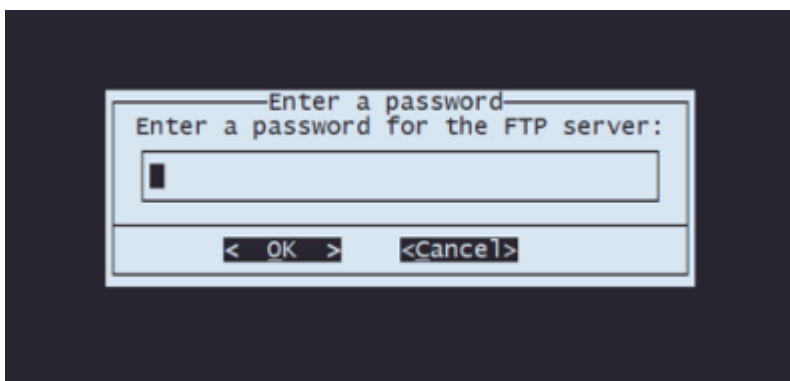 Enter a password
Enter a password for the FTP server:
< OK > <Cancel>